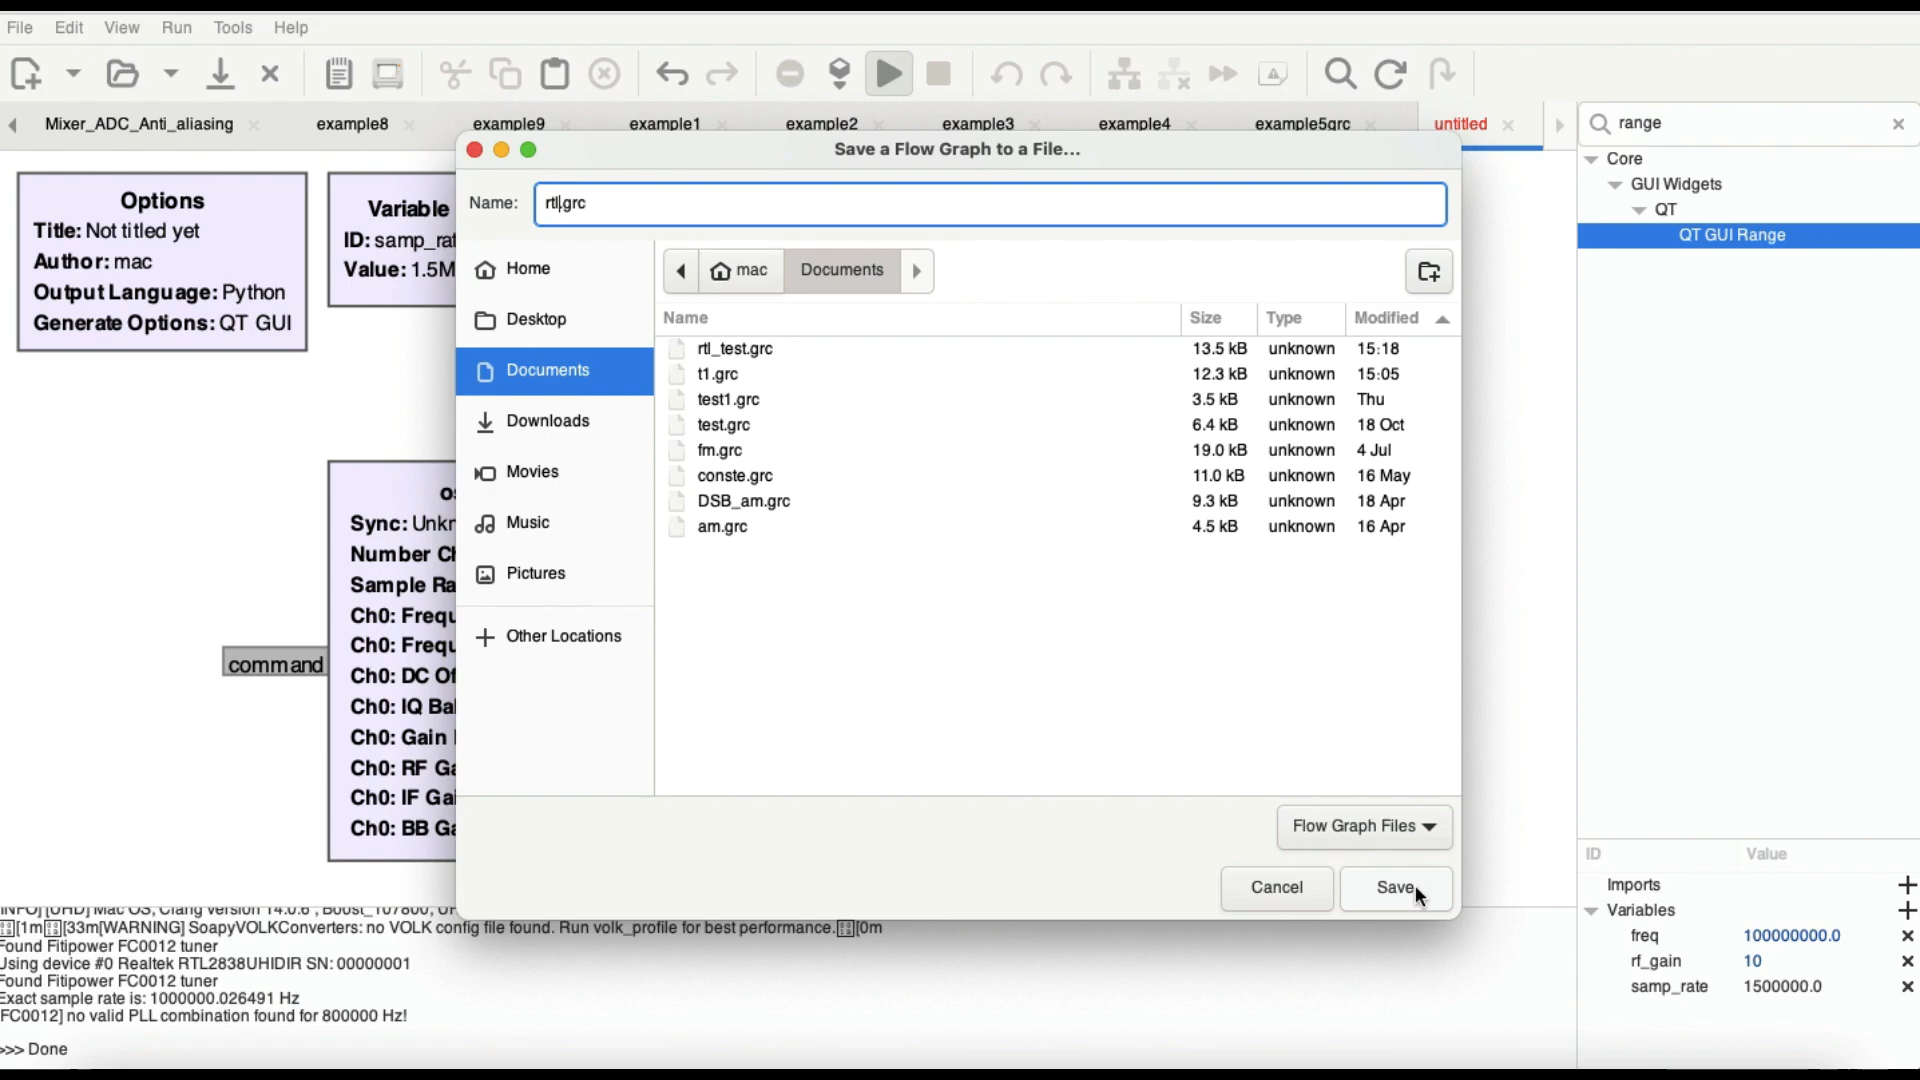 File Edit View Run Tools Help
Mixer_ADC_Anti_aliasing example8 example9 example1 example2 example3 example4 example5grc untitled
range
Core
GUI Widgets
QT
QT GUI Range
Options
Title: Not titled yet
Author: mac
Output Language: Python
Generate Options: QT GUI
Variable
ID: samp_rat
Value: 1.5M
Sync: Unkn
Number Ch
Sample Ra
Ch0: Frequ
Ch0: Frequ
Ch0: DC Of
Ch0: IQ Bal
Ch0: Gain
Ch0: RF Ga
Ch0: IF Gai
Ch0: BB Ga
command
Save a Flow Graph to a File...
Name: rtl.grc
Home
Desktop
Documents
Downloads
Movies
Music
Pictures
Other Locations
mac Documents
Name Size Type Modified
rtl_test.grc 13.5 kB unknown 15:18
t1.grc 12.3 kB unknown 15:05
test1.grc 3.5 kB unknown Thu
test.grc 6.4 kB unknown 18 Oct
fm.grc 19.0 kB unknown 4 Jul
conste.grc 11.0 kB unknown 16 May
DSB_am.grc 9.3 kB unknown 18 Apr
am.grc 4.5 kB unknown 16 Apr
Flow Graph Files
Cancel Save
[1m[33m[WARNING] SoapyVOLKConverters: no VOLK config file found. Run volk_profile for best performance.[0m
Found Fitipower FC0012 tuner
Using device #0 Realtek RTL2838UHIDIR SN: 00000001
Found Fitipower FC0012 tuner
Exact sample rate is: 1000000.026491 Hz
FC0012] no valid PLL combination found for 800000 Hz!
>>> Done
ID Value
Imports
Variables
freq 100000000.0
rf_gain 10
samp_rate 1500000.0